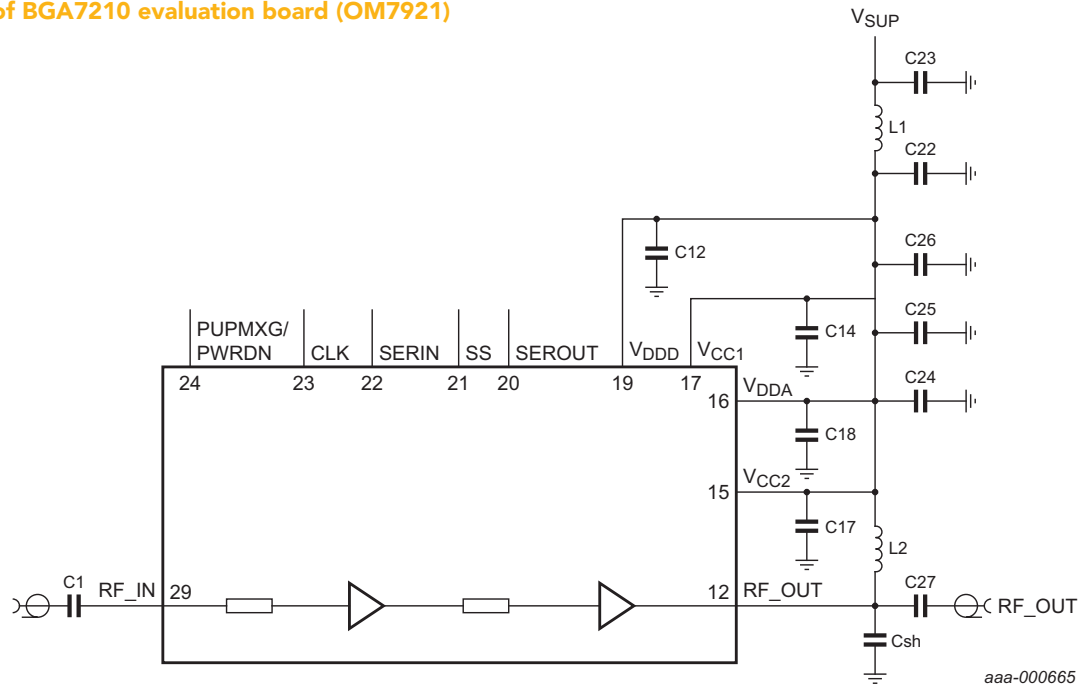 of BGA7210 evaluation board (OM7921)
VSUP
C23
L1
C22
C12
C26
C14
C25
PUPMXG/
PWRDN
CLK
SERIN
SS
SEROUT
VDDD
VCC1
24
23
22
21
20
19
17
C24
16
VDDA
C18
15
VCC2
C17
L2
C1
RF_IN
29
12
RF_OUT
C27
RF_OUT
Csh
aaa-000665